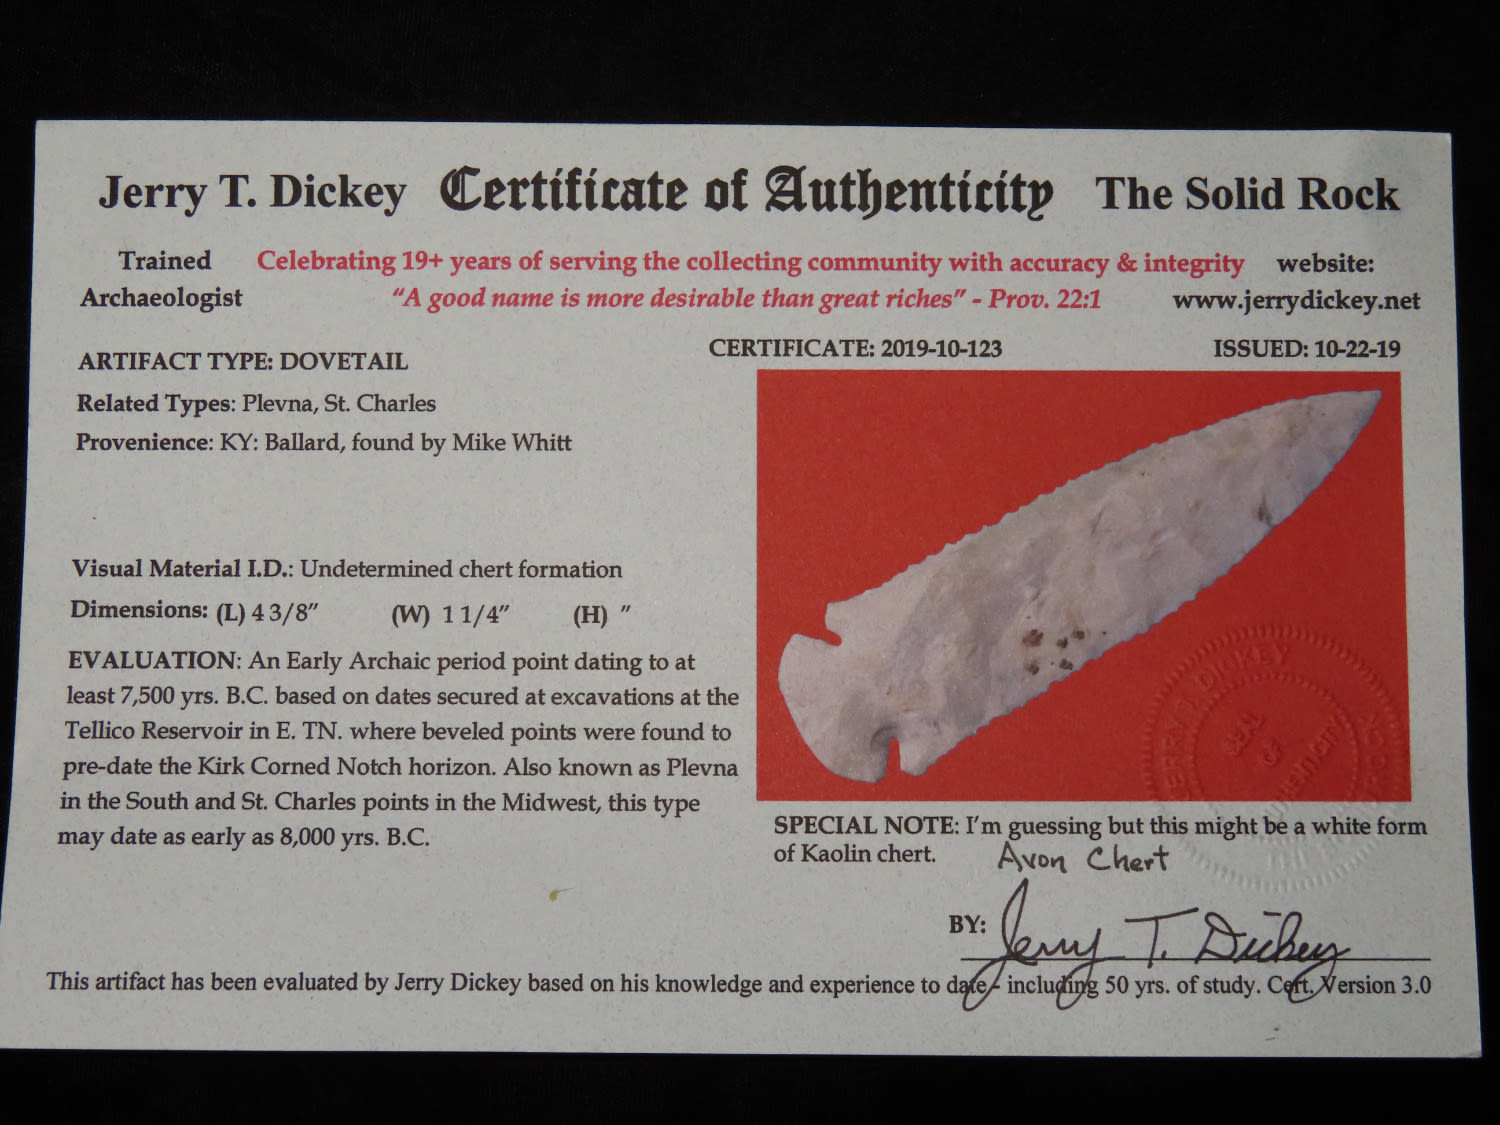 Jerry T. Dickey Certificate of Authenticity The Solid Rock
Trained Archaeologist
Celebrating 19+ years of serving the collecting community with accuracy & integrity
"A good name is more desirable than great riches" - Prov. 22:1
website:
www.jerrydickey.net
ARTIFACT TYPE: DOVETAIL
CERTIFICATE: 2019-10-123
ISSUED: 10-22-19
Related Types: Plevna, St. Charles
Provenience: KY: Ballard, found by Mike Whitt
Visual Material I.D.: Undetermined chert formation
Dimensions: (L) 4 3/8" (W) 1 1/4" (H) "
EVALUATION: An Early Archaic period point dating to at
least 7,500 yrs. B.C. based on dates secured at excavations at the
Tellico Reservoir in E. TN. where beveled points were found to
pre-date the Kirk Corned Notch horizon. Also known as Plevna
in the South and St. Charles points in the Midwest, this type
may date as early as 8,000 yrs. B.C.
JERRY T. DICKEY
SEAL
OF
AUTHENTICITY
SPECIAL NOTE: I'm guessing but this might be a white form
of Kaolin chert. Avon Chert
BY: Jerry T. Dickey
This artifact has been evaluated by Jerry Dickey based on his knowledge and experience to date - including 50 yrs. of study. Cert. Version 3.0